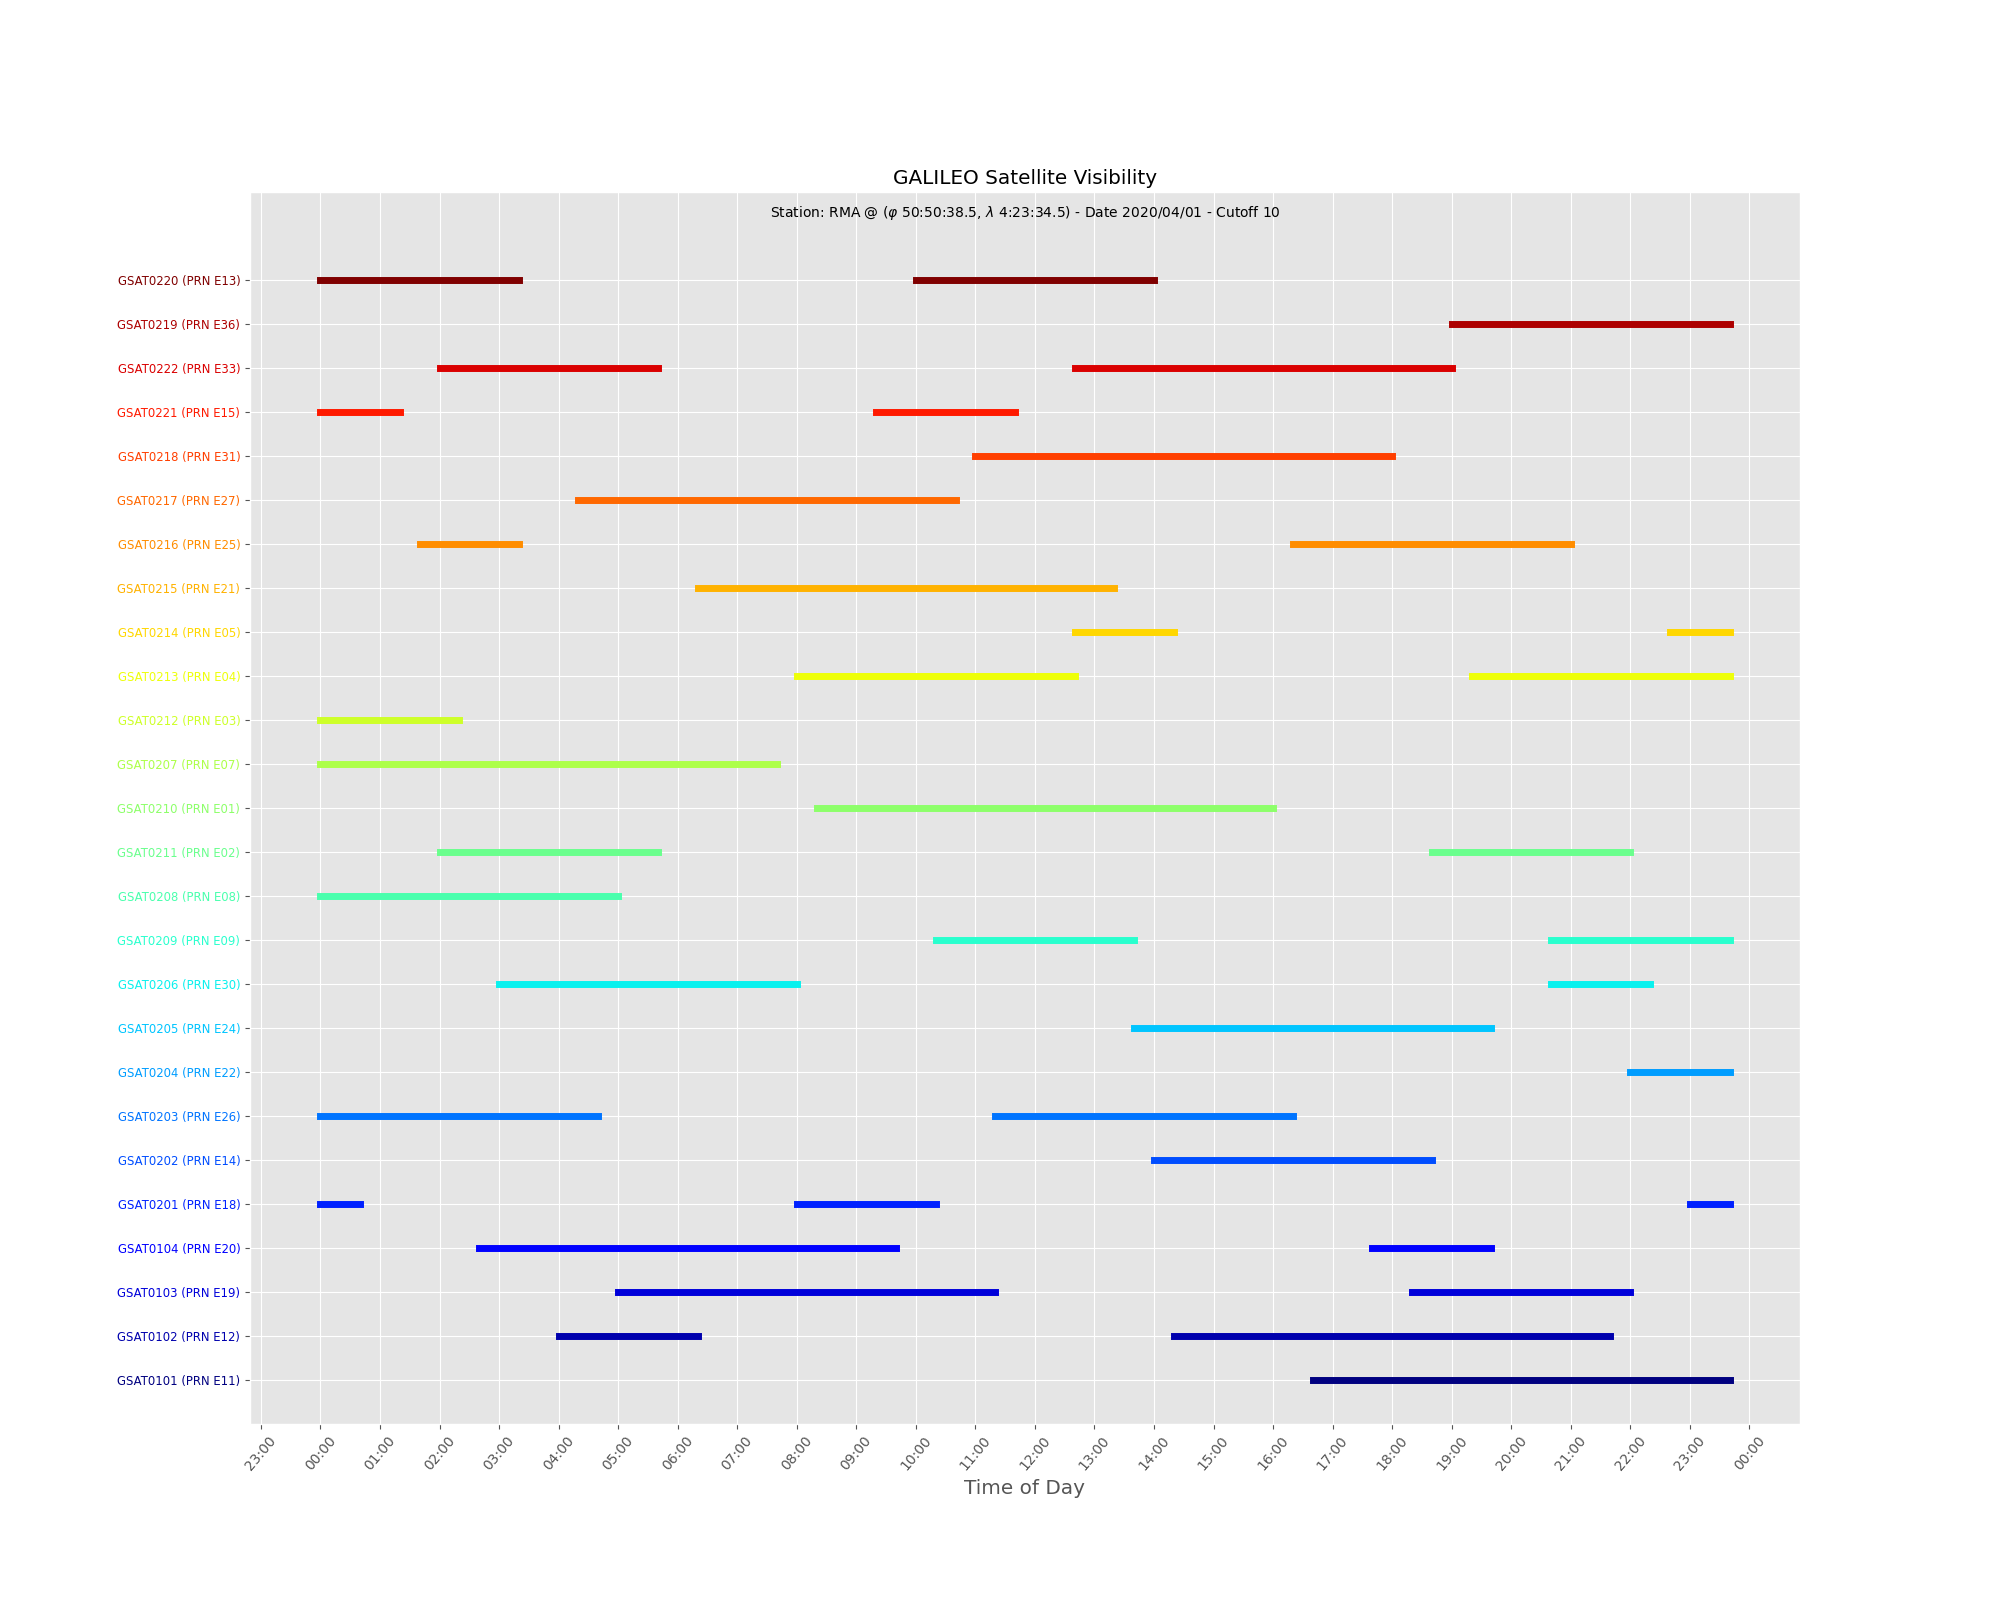 GALILEO Satellite Visibility
Station: RMA @ (φ 50:50:38.5, λ 4:23:34.5) - Date 2020/04/01 - Cutoff 10
GSAT0220 (PRN E13)
GSAT0219 (PRN E36)
GSAT0222 (PRN E33)
GSAT0221 (PRN E15)
GSAT0218 (PRN E31)
GSAT0217 (PRN E27)
GSAT0216 (PRN E25)
GSAT0215 (PRN E21)
GSAT0214 (PRN E05)
GSAT0213 (PRN E04)
GSAT0212 (PRN E03)
GSAT0207 (PRN E07)
GSAT0210 (PRN E01)
GSAT0211 (PRN E02)
GSAT0208 (PRN E08)
GSAT0209 (PRN E09)
GSAT0206 (PRN E30)
GSAT0205 (PRN E24)
GSAT0204 (PRN E22)
GSAT0203 (PRN E26)
GSAT0202 (PRN E14)
GSAT0201 (PRN E18)
GSAT0104 (PRN E20)
GSAT0103 (PRN E19)
GSAT0102 (PRN E12)
GSAT0101 (PRN E11)
23:00 00:00 01:00 02:00 03:00 04:00 05:00 06:00 07:00 08:00 09:00 10:00 11:00 12:00 13:00 14:00 15:00 16:00 17:00 18:00 19:00 20:00 21:00 22:00 23:00 00:00
Time of Day